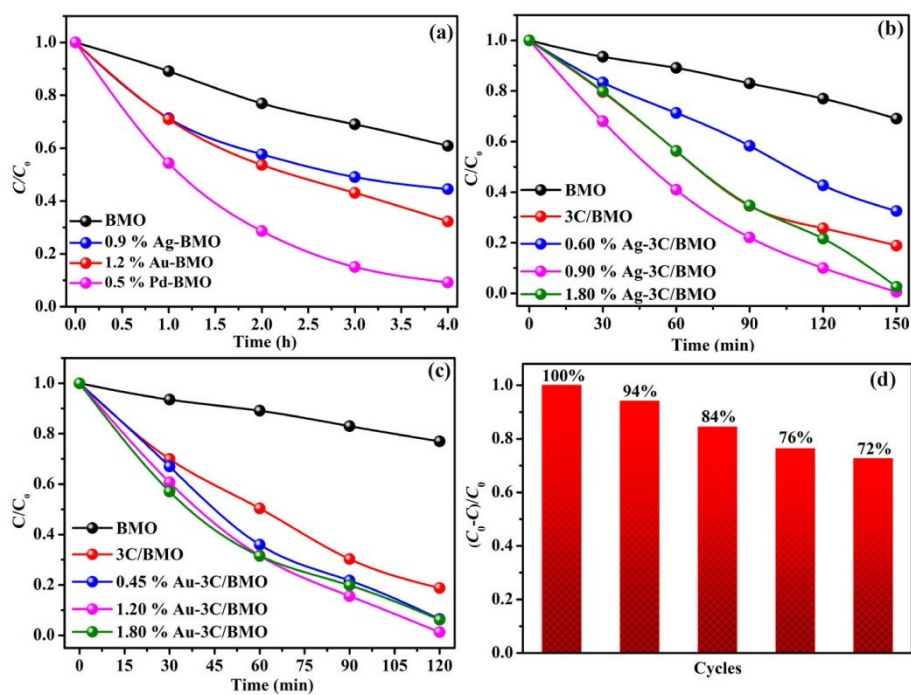 (a)
C/C0
1.0
0.8
0.6
0.4
0.2
0.0
BMO
0.9 % Ag-BMO
1.2 % Au-BMO
0.5 % Pd-BMO
0.0 0.5 1.0 1.5 2.0 2.5 3.0 3.5 4.0
Time (h)
(b)
C/C0
1.0
0.8
0.6
0.4
0.2
0.0
BMO
3C/BMO
0.60 % Ag-3C/BMO
0.90 % Ag-3C/BMO
1.80 % Ag-3C/BMO
0 30 60 90 120 150
Time (min)
(c)
C/C0
1.0
0.8
0.6
0.4
0.2
0.0
BMO
3C/BMO
0.45 % Au-3C/BMO
1.20 % Au-3C/BMO
1.80 % Au-3C/BMO
0 15 30 45 60 75 90 105 120
Time (min)
(d)
(C0-C)/C0
1.0
0.8
0.6
0.4
0.2
0.0
100%
94%
84%
76%
72%
Cycles